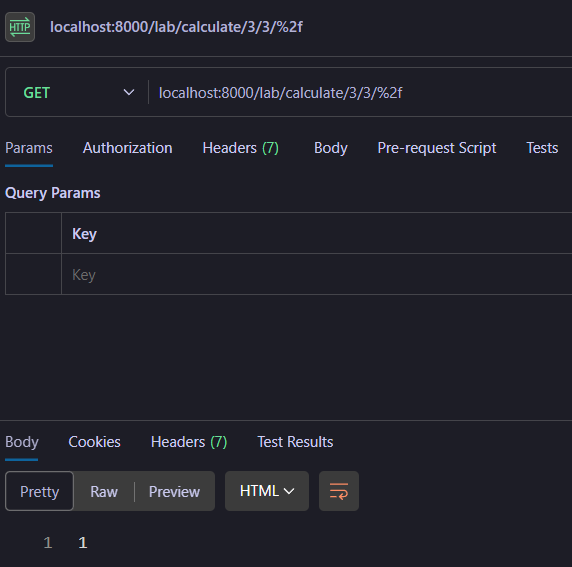 HTTP localhost:8000/lab/calculate/3/3/%2f
GET localhost:8000/lab/calculate/3/3/%2f
Params Authorization Headers (7) Body Pre-request Script Tests
Query Params
Key
Key
Body Cookies Headers (7) Test Results
Pretty Raw Preview HTML
1 1